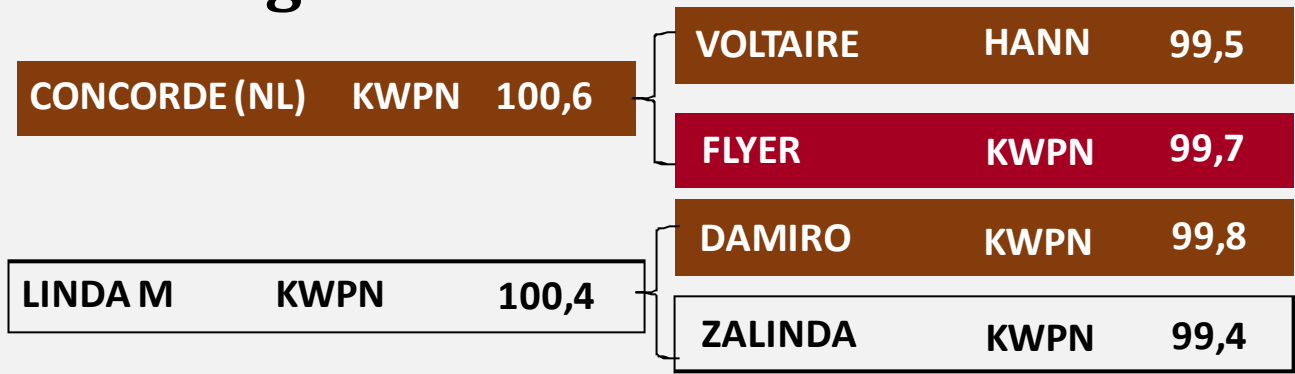 VOLTAIRE HANN 99,5
CONCORDE (NL) KWPN 100,6
FLYER KWPN 99,7
DAMIRO KWPN 99,8
LINDA M KWPN 100,4
ZALINDA KWPN 99,4